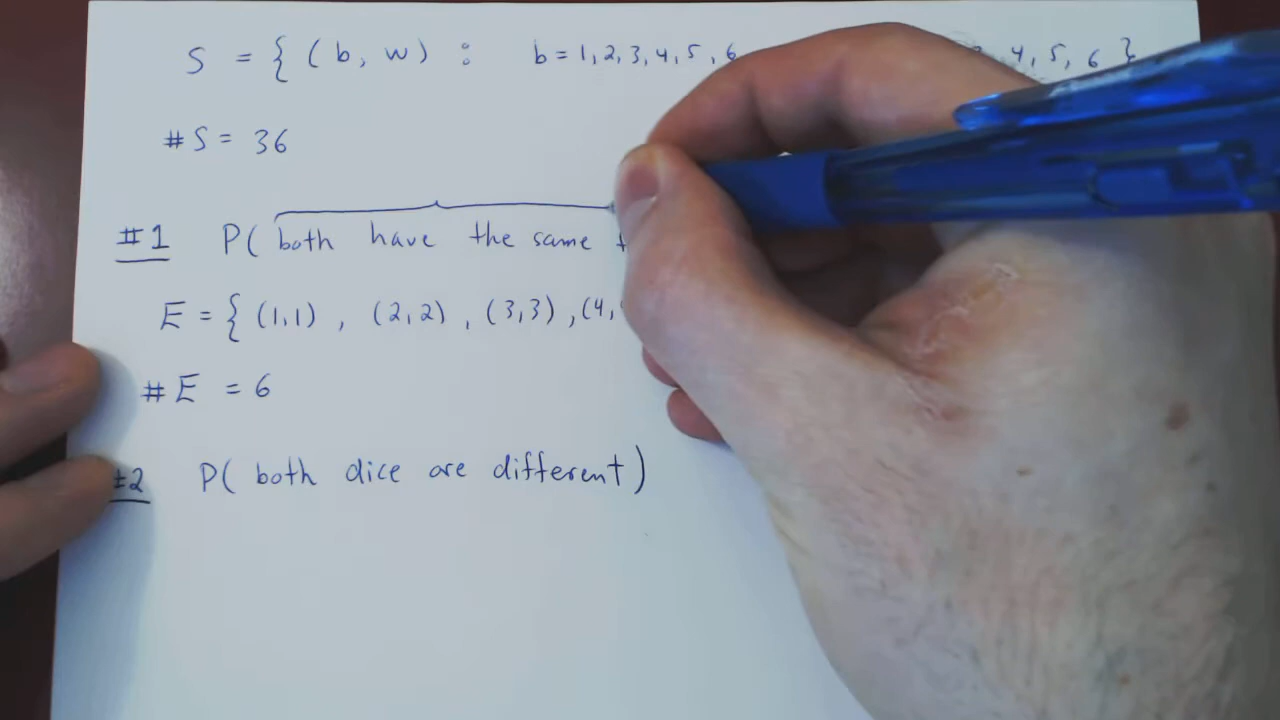 S = { (b, w) : b = 1, 2, 3, 4, 5, 6 4, 5, 6 }
#S = 36
#1 P( both have the same
E = { (1,1) , (2,2) , (3,3) , (4,
#E = 6
#2 P( both dice are different)